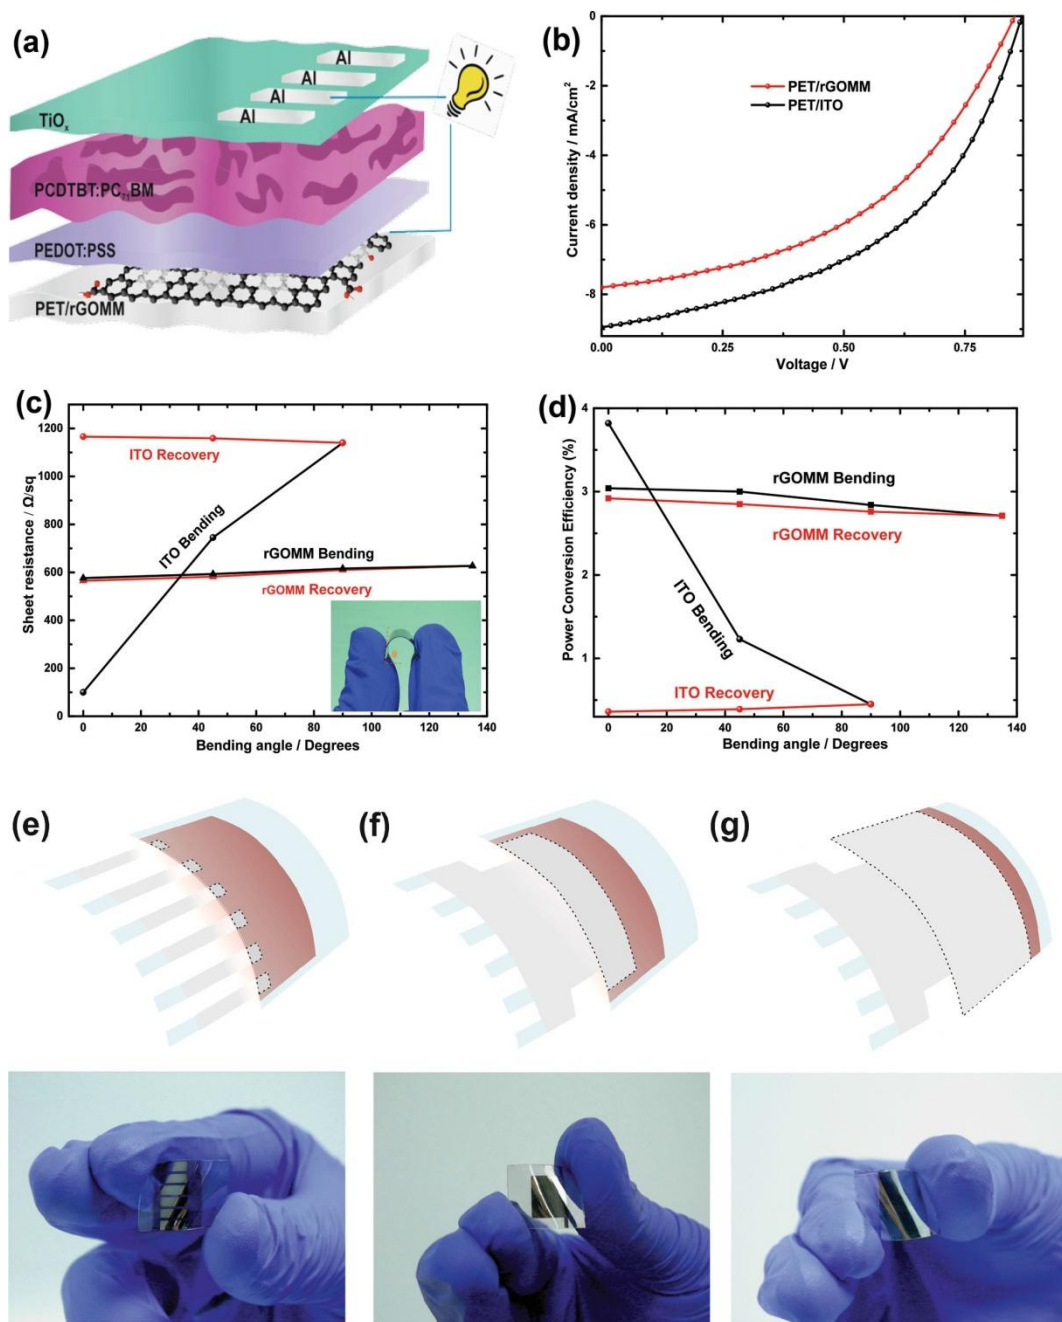 (a)
Al
Al
Al
Al
TiOₓ
PCDTBT:PC₇₁BM
PEDOT:PSS
PET/rGOMM
(b)
0
-2
-4
-6
-8
Current density / mA/cm²
PET/rGOMM
PET/ITO
0.00
0.25
0.50
0.75
Voltage / V
(c)
1200
1000
800
600
400
200
0
Sheet resistance / Ω/sq
ITO Recovery
ITO Bending
rGOMM Bending
rGOMM Recovery
0
20
40
60
80
100
120
140
Bending angle / Degrees
(d)
4
3
2
1
Power Conversion Efficiency (%)
rGOMM Bending
rGOMM Recovery
ITO Bending
ITO Recovery
0
20
40
60
80
100
120
140
Bending angle / Degrees
(e)
(f)
(g)